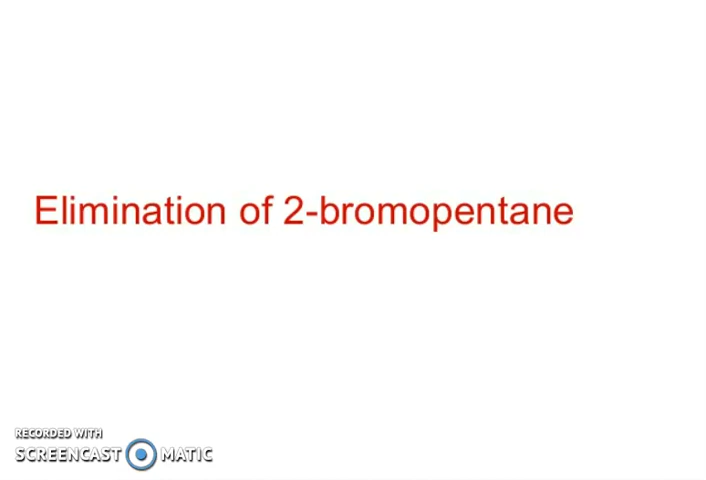 Elimination of 2-bromopentane
RECORDED WITH
SCREENCAST MATIC